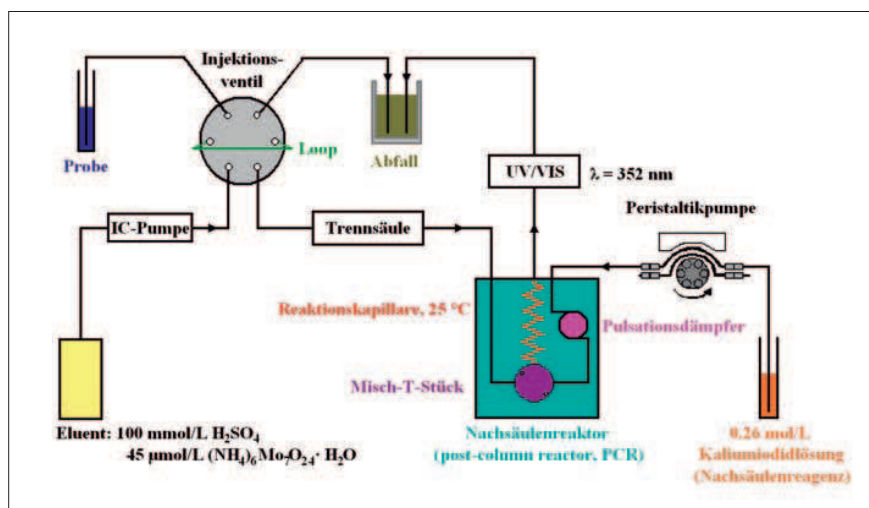 Injektions-
ventil
Loop
Probe
Abfall
UV/VIS
λ = 352 nm
Peristaltikpumpe
IC-Pumpe
Trennsäule
Reaktionskapillare, 25 °C
Pulsationsdämpfer
Misch-T-Stück
Eluent: 100 mmol/L H₂SO₄
45 µmol/L (NH₄)₆Mo₇O₂₄· H₂O
Nachsäulenreaktor
(post-column reactor, PCR)
0.26 mol/L
Kaliumiodidlösung
(Nachsäulenreagenz)